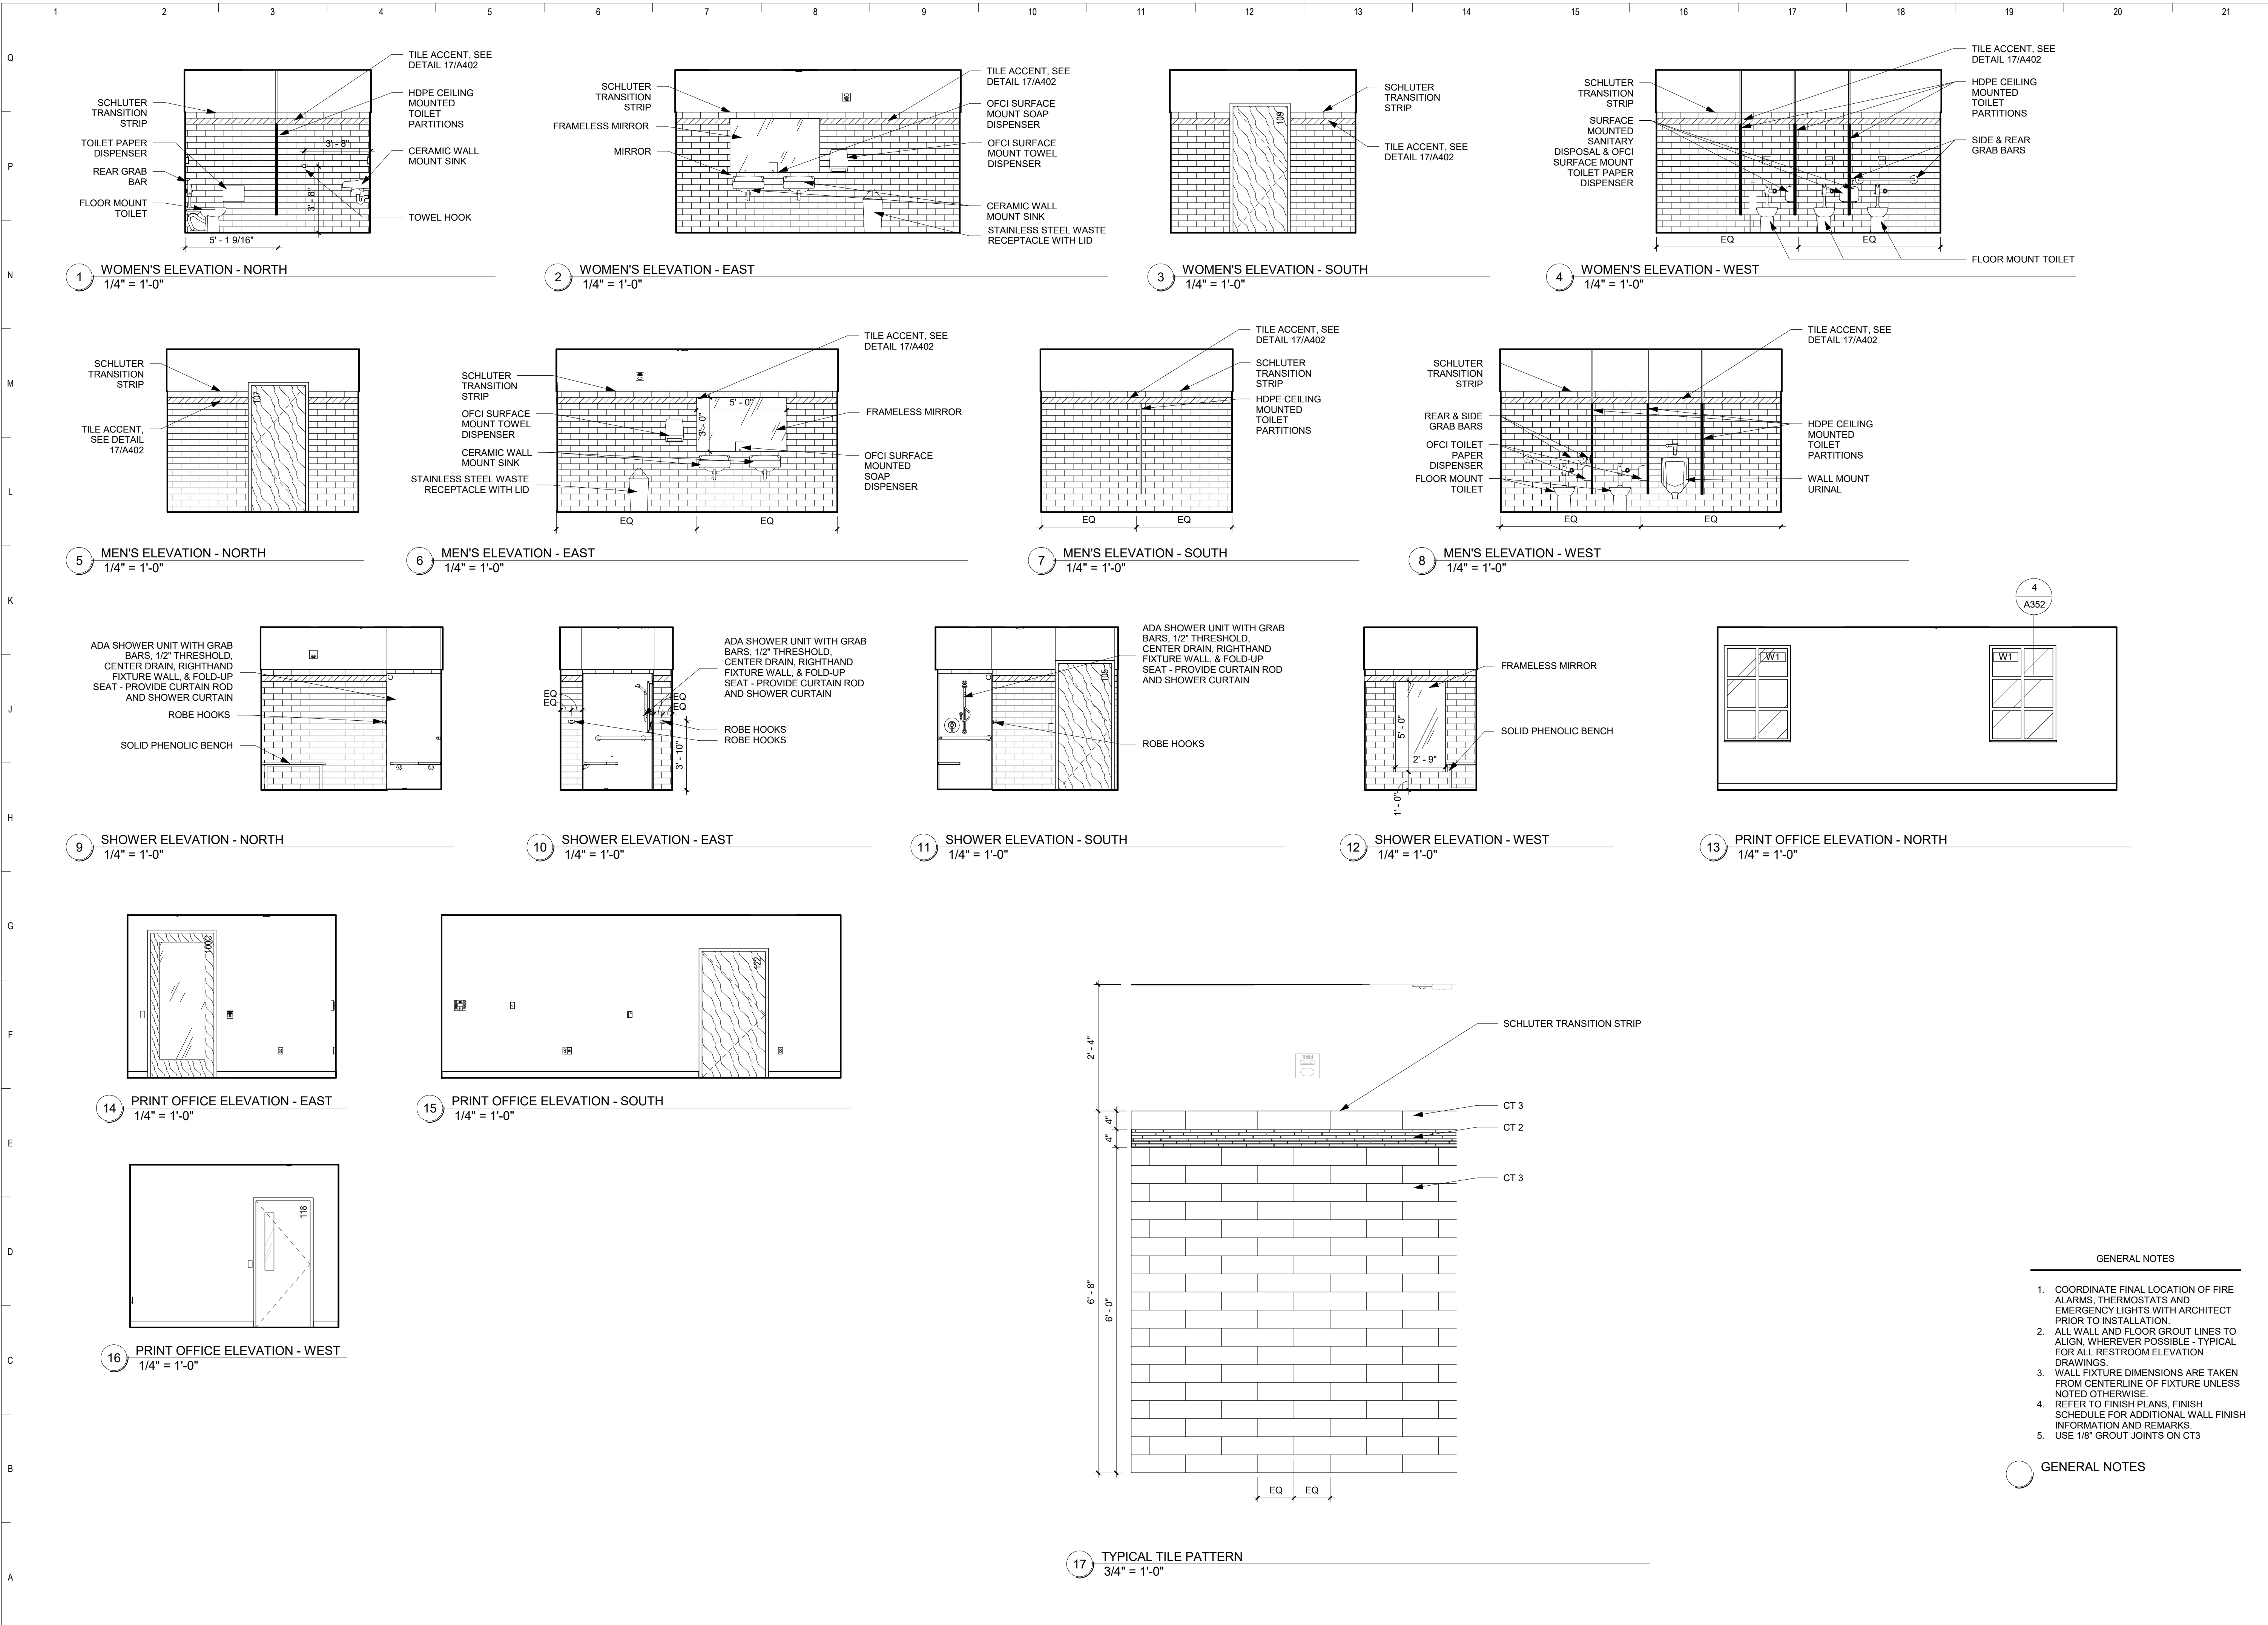 1 2 3 4 5 6 7 8 9 10 11 12 13 14 15 16 17 18 19 20 21
Q
P
N
M
L
K
J
H
G
F
E
D
C
B
A
SCHLUTER
TRANSITION
STRIP
TOILET PAPER
DISPENSER
REAR GRAB
BAR
FLOOR MOUNT
TOILET
TILE ACCENT, SEE
DETAIL 17/A402
HDPE CEILING
MOUNTED
TOILET
PARTITIONS
CERAMIC WALL
MOUNT SINK
TOWEL HOOK
3' - 8"
3' - 8"
5' - 1 9/16"
1 WOMEN'S ELEVATION - NORTH
1/4" = 1'-0"
SCHLUTER
TRANSITION
STRIP
FRAMELESS MIRROR
MIRROR
TILE ACCENT, SEE
DETAIL 17/A402
OFCI SURFACE
MOUNT SOAP
DISPENSER
OFCI SURFACE
MOUNT TOWEL
DISPENSER
CERAMIC WALL
MOUNT SINK
STAINLESS STEEL WASTE
RECEPTACLE WITH LID
2 WOMEN'S ELEVATION - EAST
1/4" = 1'-0"
109
SCHLUTER
TRANSITION
STRIP
TILE ACCENT, SEE
DETAIL 17/A402
3 WOMEN'S ELEVATION - SOUTH
1/4" = 1'-0"
SCHLUTER
TRANSITION
STRIP
SURFACE
MOUNTED
SANITARY
DISPOSAL & OFCI
SURFACE MOUNT
TOILET PAPER
DISPENSER
TILE ACCENT, SEE
DETAIL 17/A402
HDPE CEILING
MOUNTED
TOILET
PARTITIONS
SIDE & REAR
GRAB BARS
EQ EQ
FLOOR MOUNT TOILET
4 WOMEN'S ELEVATION - WEST
1/4" = 1'-0"
SCHLUTER
TRANSITION
STRIP
TILE ACCENT,
SEE DETAIL
17/A402
107
5 MEN'S ELEVATION - NORTH
1/4" = 1'-0"
SCHLUTER
TRANSITION
STRIP
OFCI SURFACE
MOUNT TOWEL
DISPENSER
CERAMIC WALL
MOUNT SINK
STAINLESS STEEL WASTE
RECEPTACLE WITH LID
5' - 0"
3' - 0"
TILE ACCENT, SEE
DETAIL 17/A402
FRAMELESS MIRROR
OFCI SURFACE
MOUNTED
SOAP
DISPENSER
EQ EQ
6 MEN'S ELEVATION - EAST
1/4" = 1'-0"
TILE ACCENT, SEE
DETAIL 17/A402
SCHLUTER
TRANSITION
STRIP
HDPE CEILING
MOUNTED
TOILET
PARTITIONS
EQ EQ
7 MEN'S ELEVATION - SOUTH
1/4" = 1'-0"
SCHLUTER
TRANSITION
STRIP
REAR & SIDE
GRAB BARS
OFCI TOILET
PAPER
DISPENSER
FLOOR MOUNT
TOILET
TILE ACCENT, SEE
DETAIL 17/A402
HDPE CEILING
MOUNTED
TOILET
PARTITIONS
WALL MOUNT
URINAL
EQ EQ
8 MEN'S ELEVATION - WEST
1/4" = 1'-0"
ADA SHOWER UNIT WITH GRAB
BARS, 1/2" THRESHOLD,
CENTER DRAIN, RIGHTHAND
FIXTURE WALL, & FOLD-UP
SEAT - PROVIDE CURTAIN ROD
AND SHOWER CURTAIN
ROBE HOOKS
SOLID PHENOLIC BENCH
9 SHOWER ELEVATION - NORTH
1/4" = 1'-0"
EQ
EQ
EQ
EQ
3' - 10"
ADA SHOWER UNIT WITH GRAB
BARS, 1/2" THRESHOLD,
CENTER DRAIN, RIGHTHAND
FIXTURE WALL, & FOLD-UP
SEAT - PROVIDE CURTAIN ROD
AND SHOWER CURTAIN
ROBE HOOKS
ROBE HOOKS
10 SHOWER ELEVATION - EAST
1/4" = 1'-0"
105
ADA SHOWER UNIT WITH GRAB
BARS, 1/2" THRESHOLD,
CENTER DRAIN, RIGHTHAND
FIXTURE WALL, & FOLD-UP
SEAT - PROVIDE CURTAIN ROD
AND SHOWER CURTAIN
ROBE HOOKS
11 SHOWER ELEVATION - SOUTH
1/4" = 1'-0"
5' - 0"
2' - 9"
1' - 0"
FRAMELESS MIRROR
SOLID PHENOLIC BENCH
12 SHOWER ELEVATION - WEST
1/4" = 1'-0"
4
A352
W1
W1
13 PRINT OFFICE ELEVATION - NORTH
1/4" = 1'-0"
100C
14 PRINT OFFICE ELEVATION - EAST
1/4" = 1'-0"
122
15 PRINT OFFICE ELEVATION - SOUTH
1/4" = 1'-0"
118
16 PRINT OFFICE ELEVATION - WEST
1/4" = 1'-0"
2' - 4"
4"
4"
6' - 8"
6' - 0"
SCHLUTER TRANSITION STRIP
CT 3
CT 2
CT 3
EQ EQ
17 TYPICAL TILE PATTERN
3/4" = 1'-0"
GENERAL NOTES
1. COORDINATE FINAL LOCATION OF FIRE
ALARMS, THERMOSTATS AND
EMERGENCY LIGHTS WITH ARCHITECT
PRIOR TO INSTALLATION.
2. ALL WALL AND FLOOR GROUT LINES TO
ALIGN, WHEREVER POSSIBLE - TYPICAL
FOR ALL RESTROOM ELEVATION
DRAWINGS.
3. WALL FIXTURE DIMENSIONS ARE TAKEN
FROM CENTERLINE OF FIXTURE UNLESS
NOTED OTHERWISE.
4. REFER TO FINISH PLANS, FINISH
SCHEDULE FOR ADDITIONAL WALL FINISH
INFORMATION AND REMARKS.
5. USE 1/8" GROUT JOINTS ON CT3
GENERAL NOTES